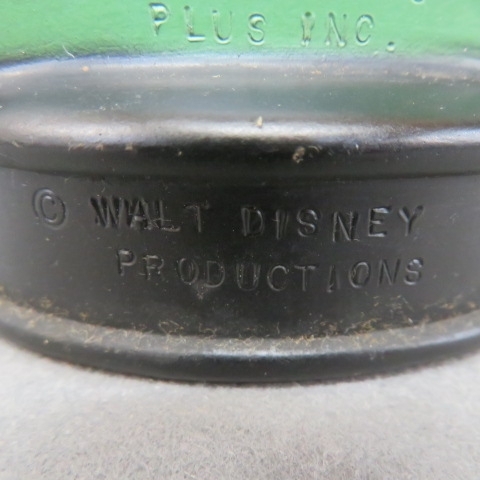 PLUS INC.
© WALT DISNEY
PRODUCTIONS